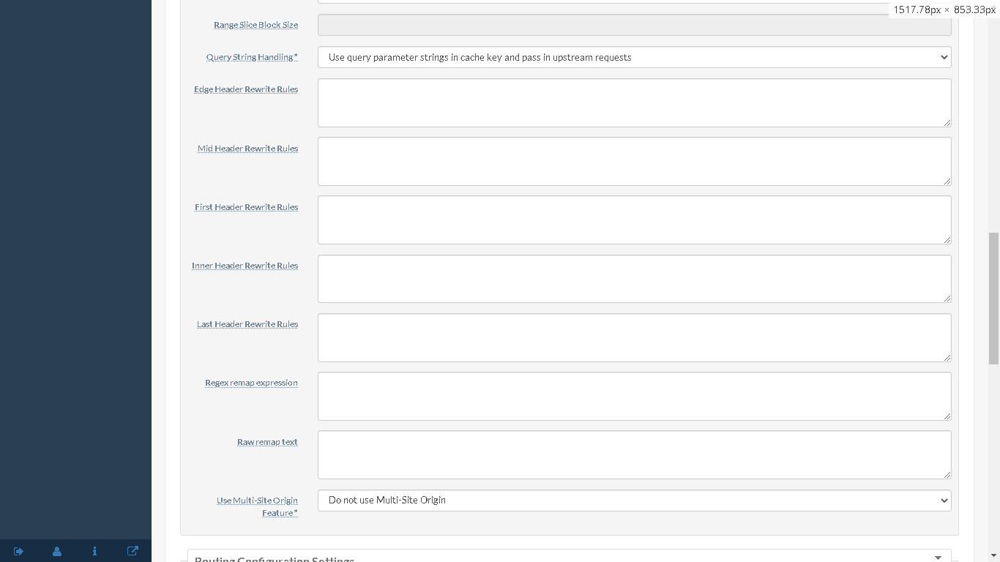 1517.78px × 853.33px
Range Slice Block Size
Query String Handling*
Use query parameter strings in cache key and pass in upstream requests
Edge Header Rewrite Rules
Mid Header Rewrite Rules
First Header Rewrite Rules
Inner Header Rewrite Rules
Last Header Rewrite Rules
Regex remap expression
Raw remap text
Use Multi-Site Origin
Feature*
Do not use Multi-Site Origin
Routing Configuration Settings